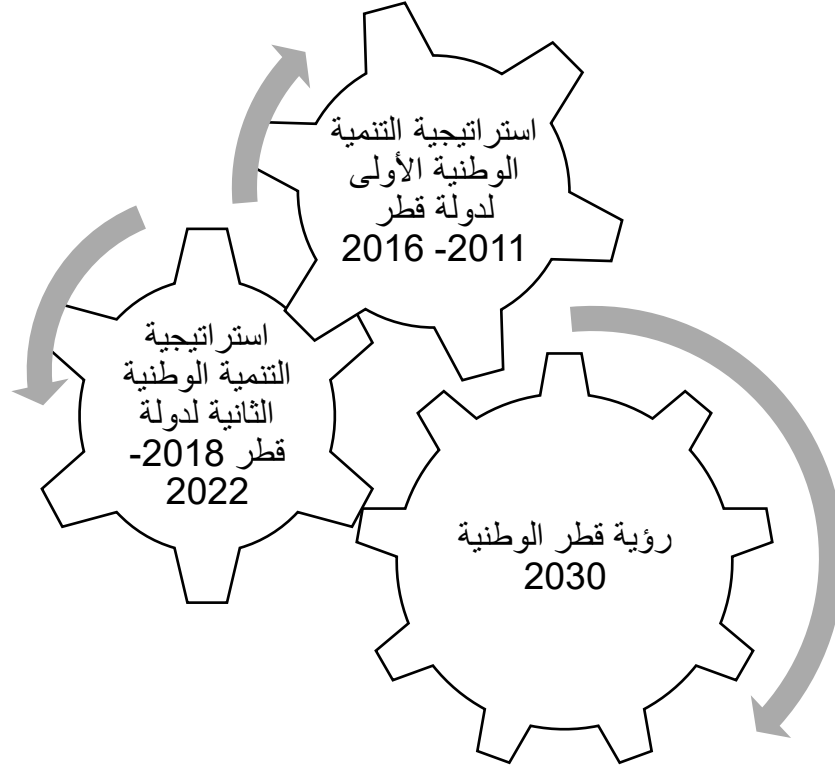 استراتيجية التنمية
الوطنية الأولى
لدولة قطر
2011- 2016
استراتيجية
التنمية الوطنية
الثانية لدولة
قطر 2018-
2022
رؤية قطر الوطنية
2030